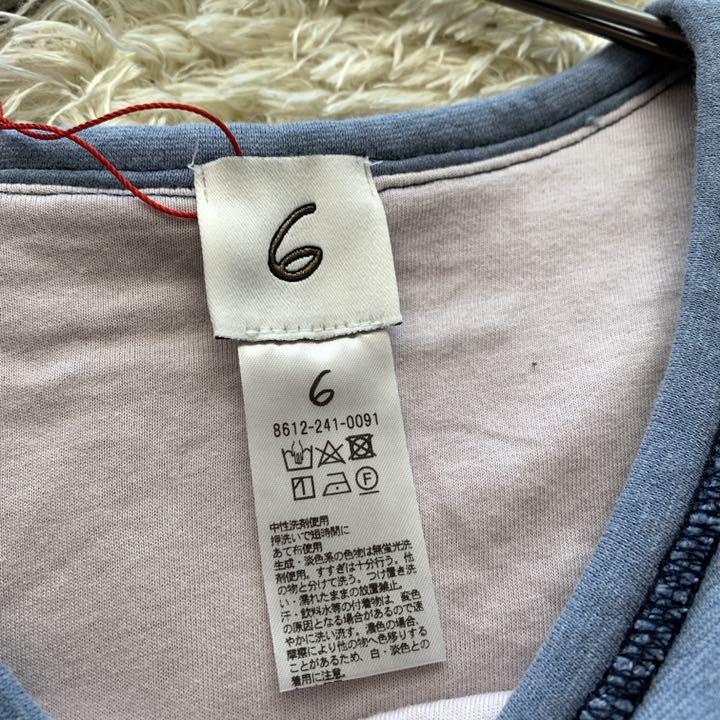 6
6
8612-241-0091
中性洗剤使用
押洗いで短時間に
あて布使用
生成・淡色系の色物は無蛍光洗
剤使用。すすぎは十分行う。他
の物と分けて洗う。つけ置き洗
い・濡れたままの放置禁止。
汗・飲料水等の付着物は、変色
の原因となる場合があるので速
やかに洗い流す。濃色の場合、
摩擦により他の物へ色移りする
ことがあるため、白・淡色との
着用に注意。